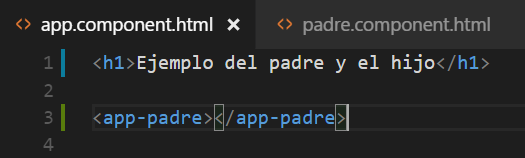 app.component.html × padre.component.html
1 <h1>Ejemplo del padre y el hijo</h1>
2
3 <app-padre></app-padre>
4